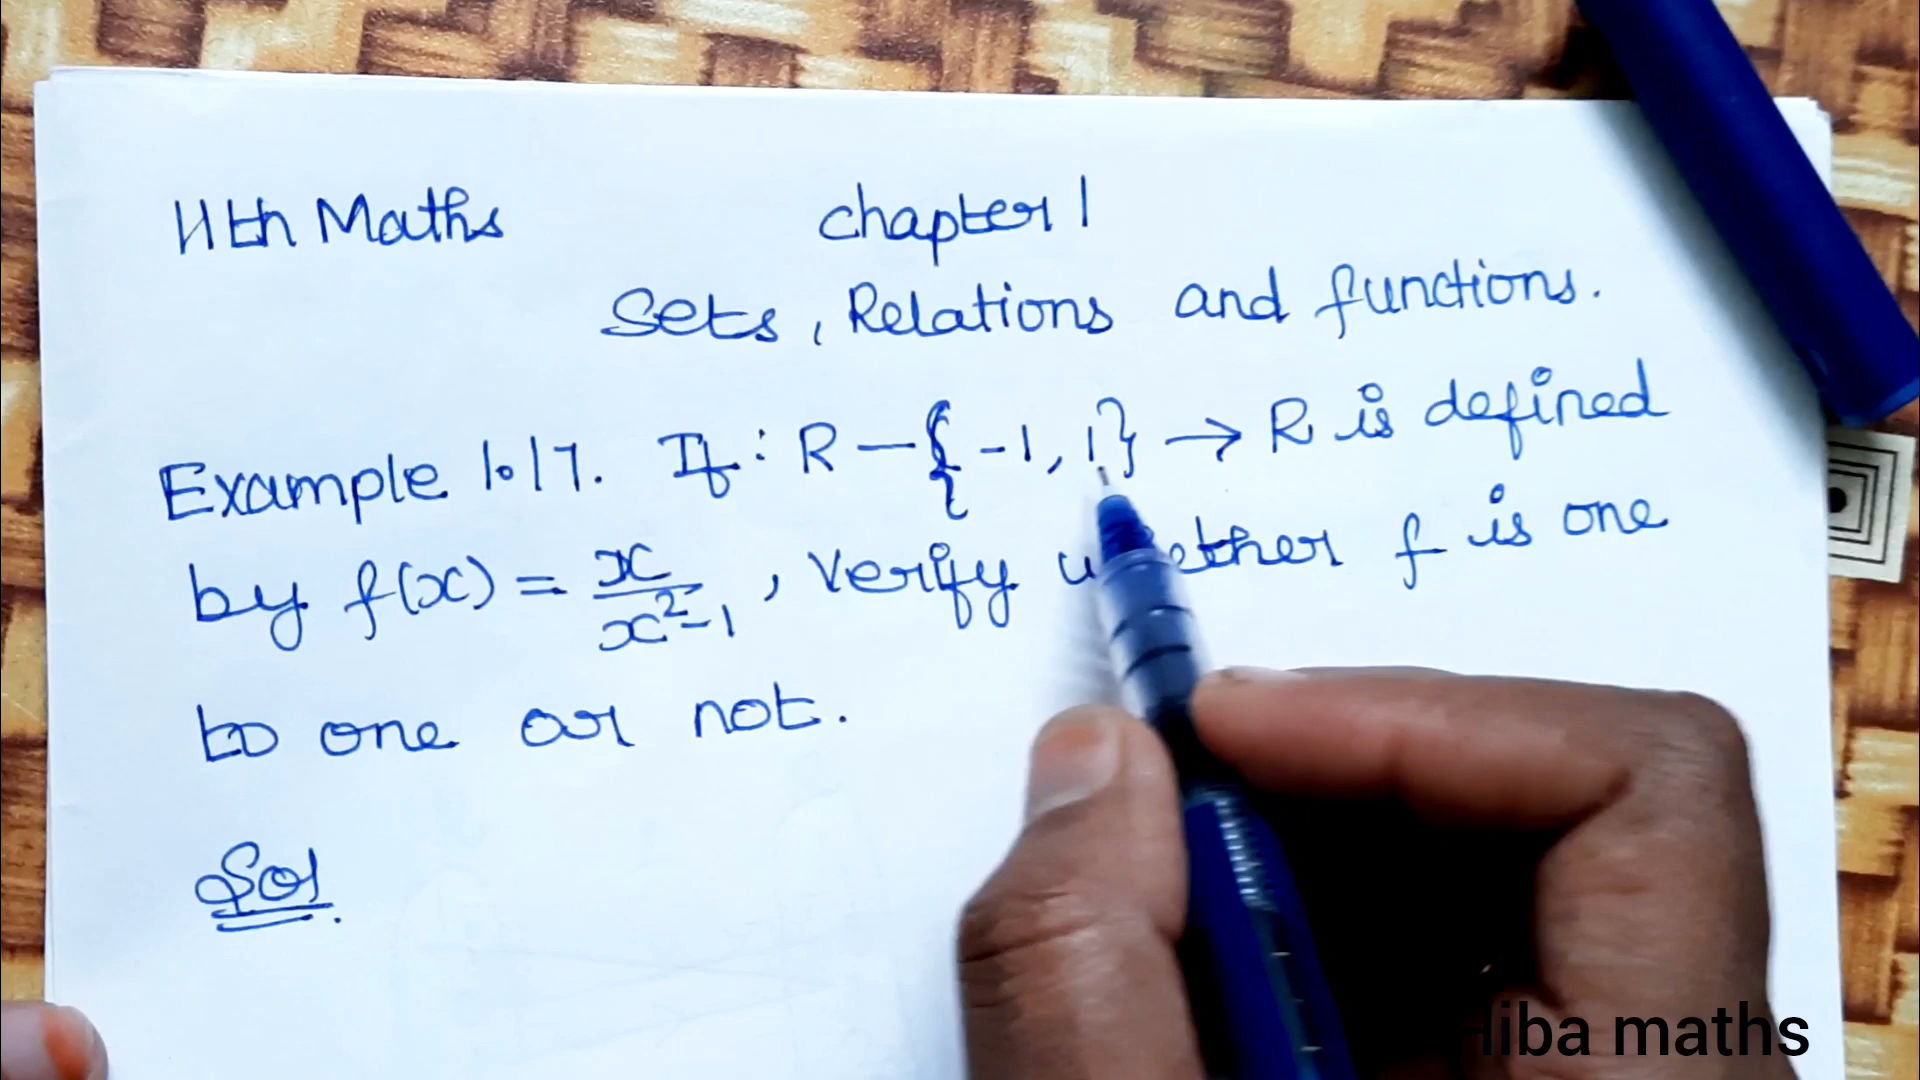 11th Maths chapter 1
Sets, Relations and functions.
Example 1.17. If : R - { -1, 1} → R is defined
by f(x) = x/x²-1 , verify whether f is one
to one or not.
Sol.
Hiba maths